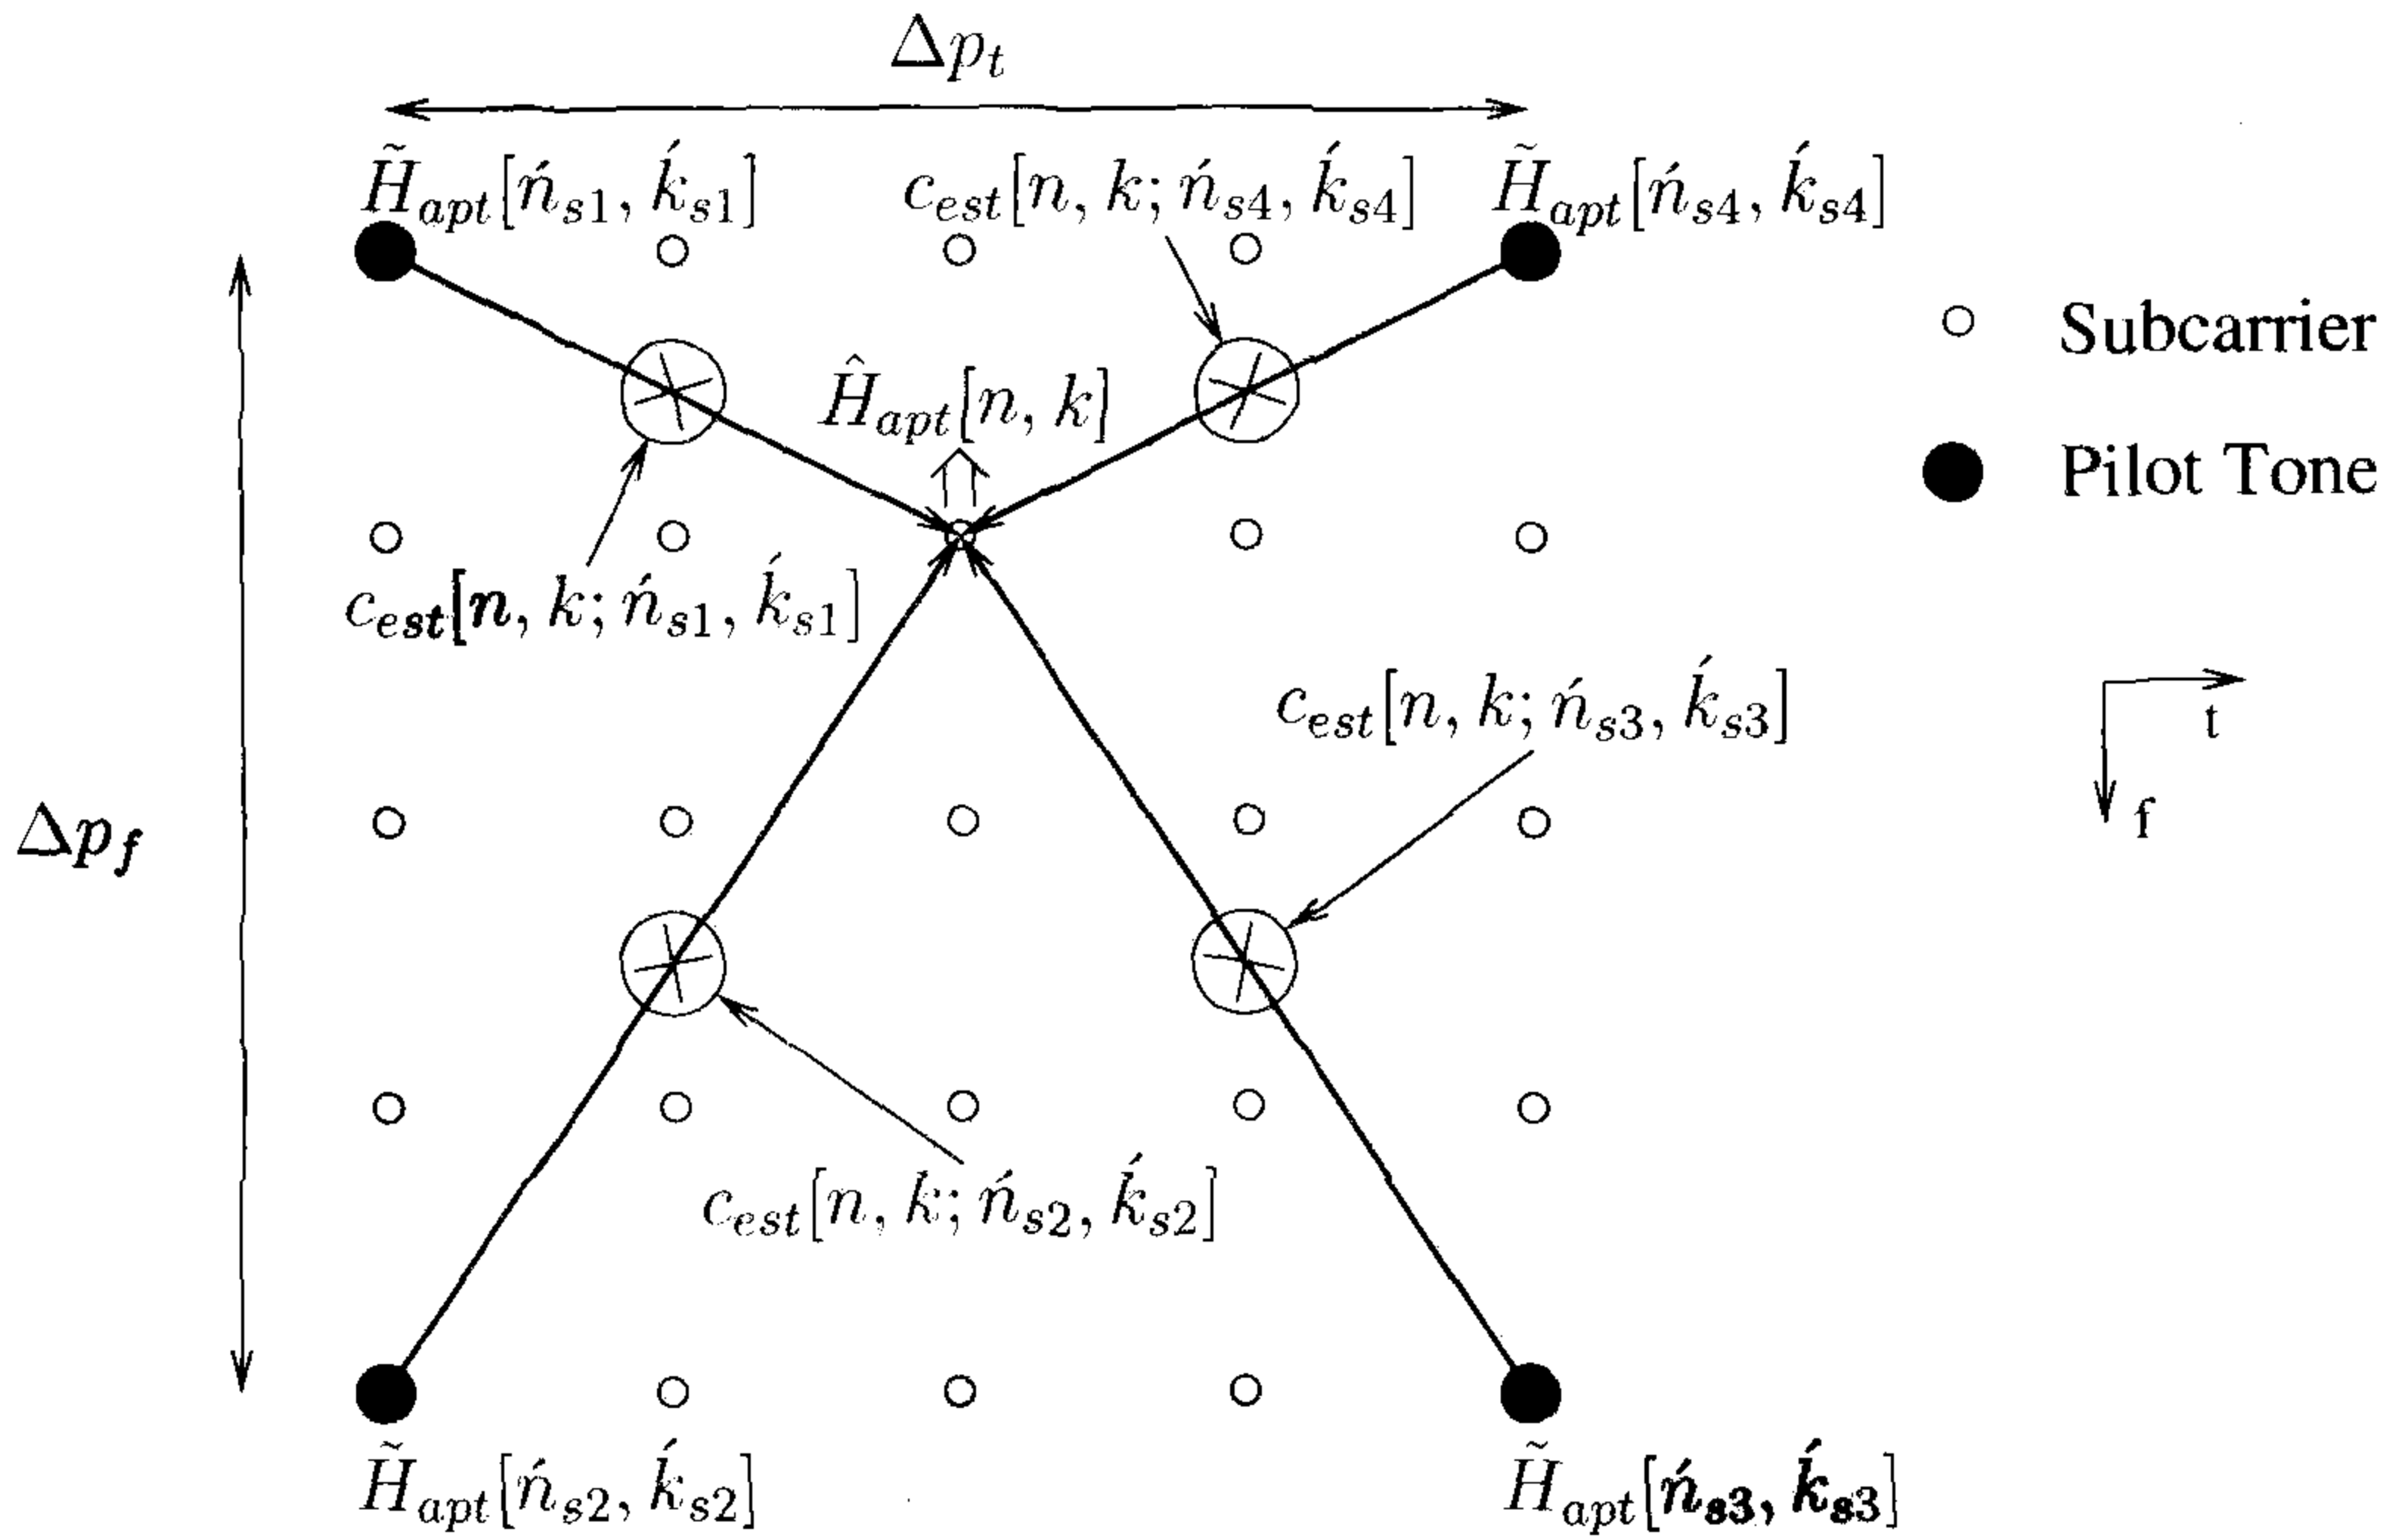 Δp_t
H̃_apt[ń_s1, ḱ_s1]
c_est[n, k; ń_s4, ḱ_s4]
H̃_apt[ń_s4, ḱ_s4]
Subcarrier
Ĥ_apt[n, k]
Pilot Tone
c_est[n, k; ń_s1, ḱ_s1]
c_est[n, k; ń_s3, ḱ_s3]
t
f
Δp_f
c_est[n, k; ń_s2, ḱ_s2]
H̃_apt[ń_s2, ḱ_s2]
H̃_apt[ń_s3, ḱ_s3]